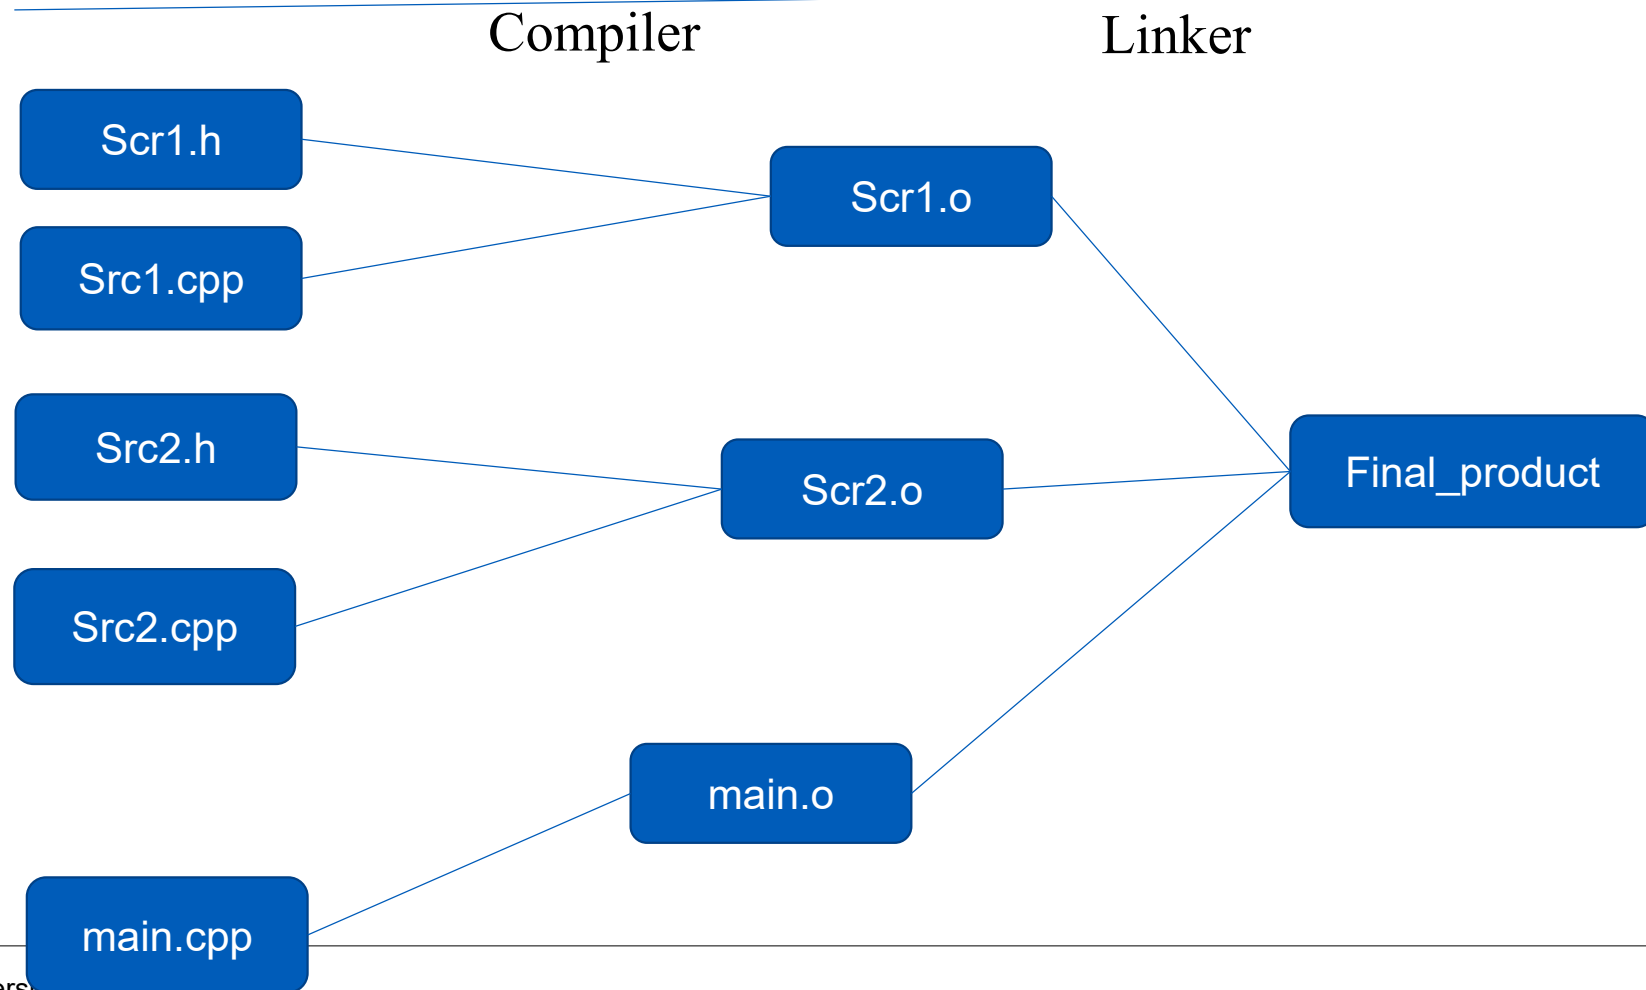 Compiler
Linker
Scr1.h
Scr1.o
Src1.cpp
Src2.h
Final_product
Scr2.o
Src2.cpp
main.o
main.cpp